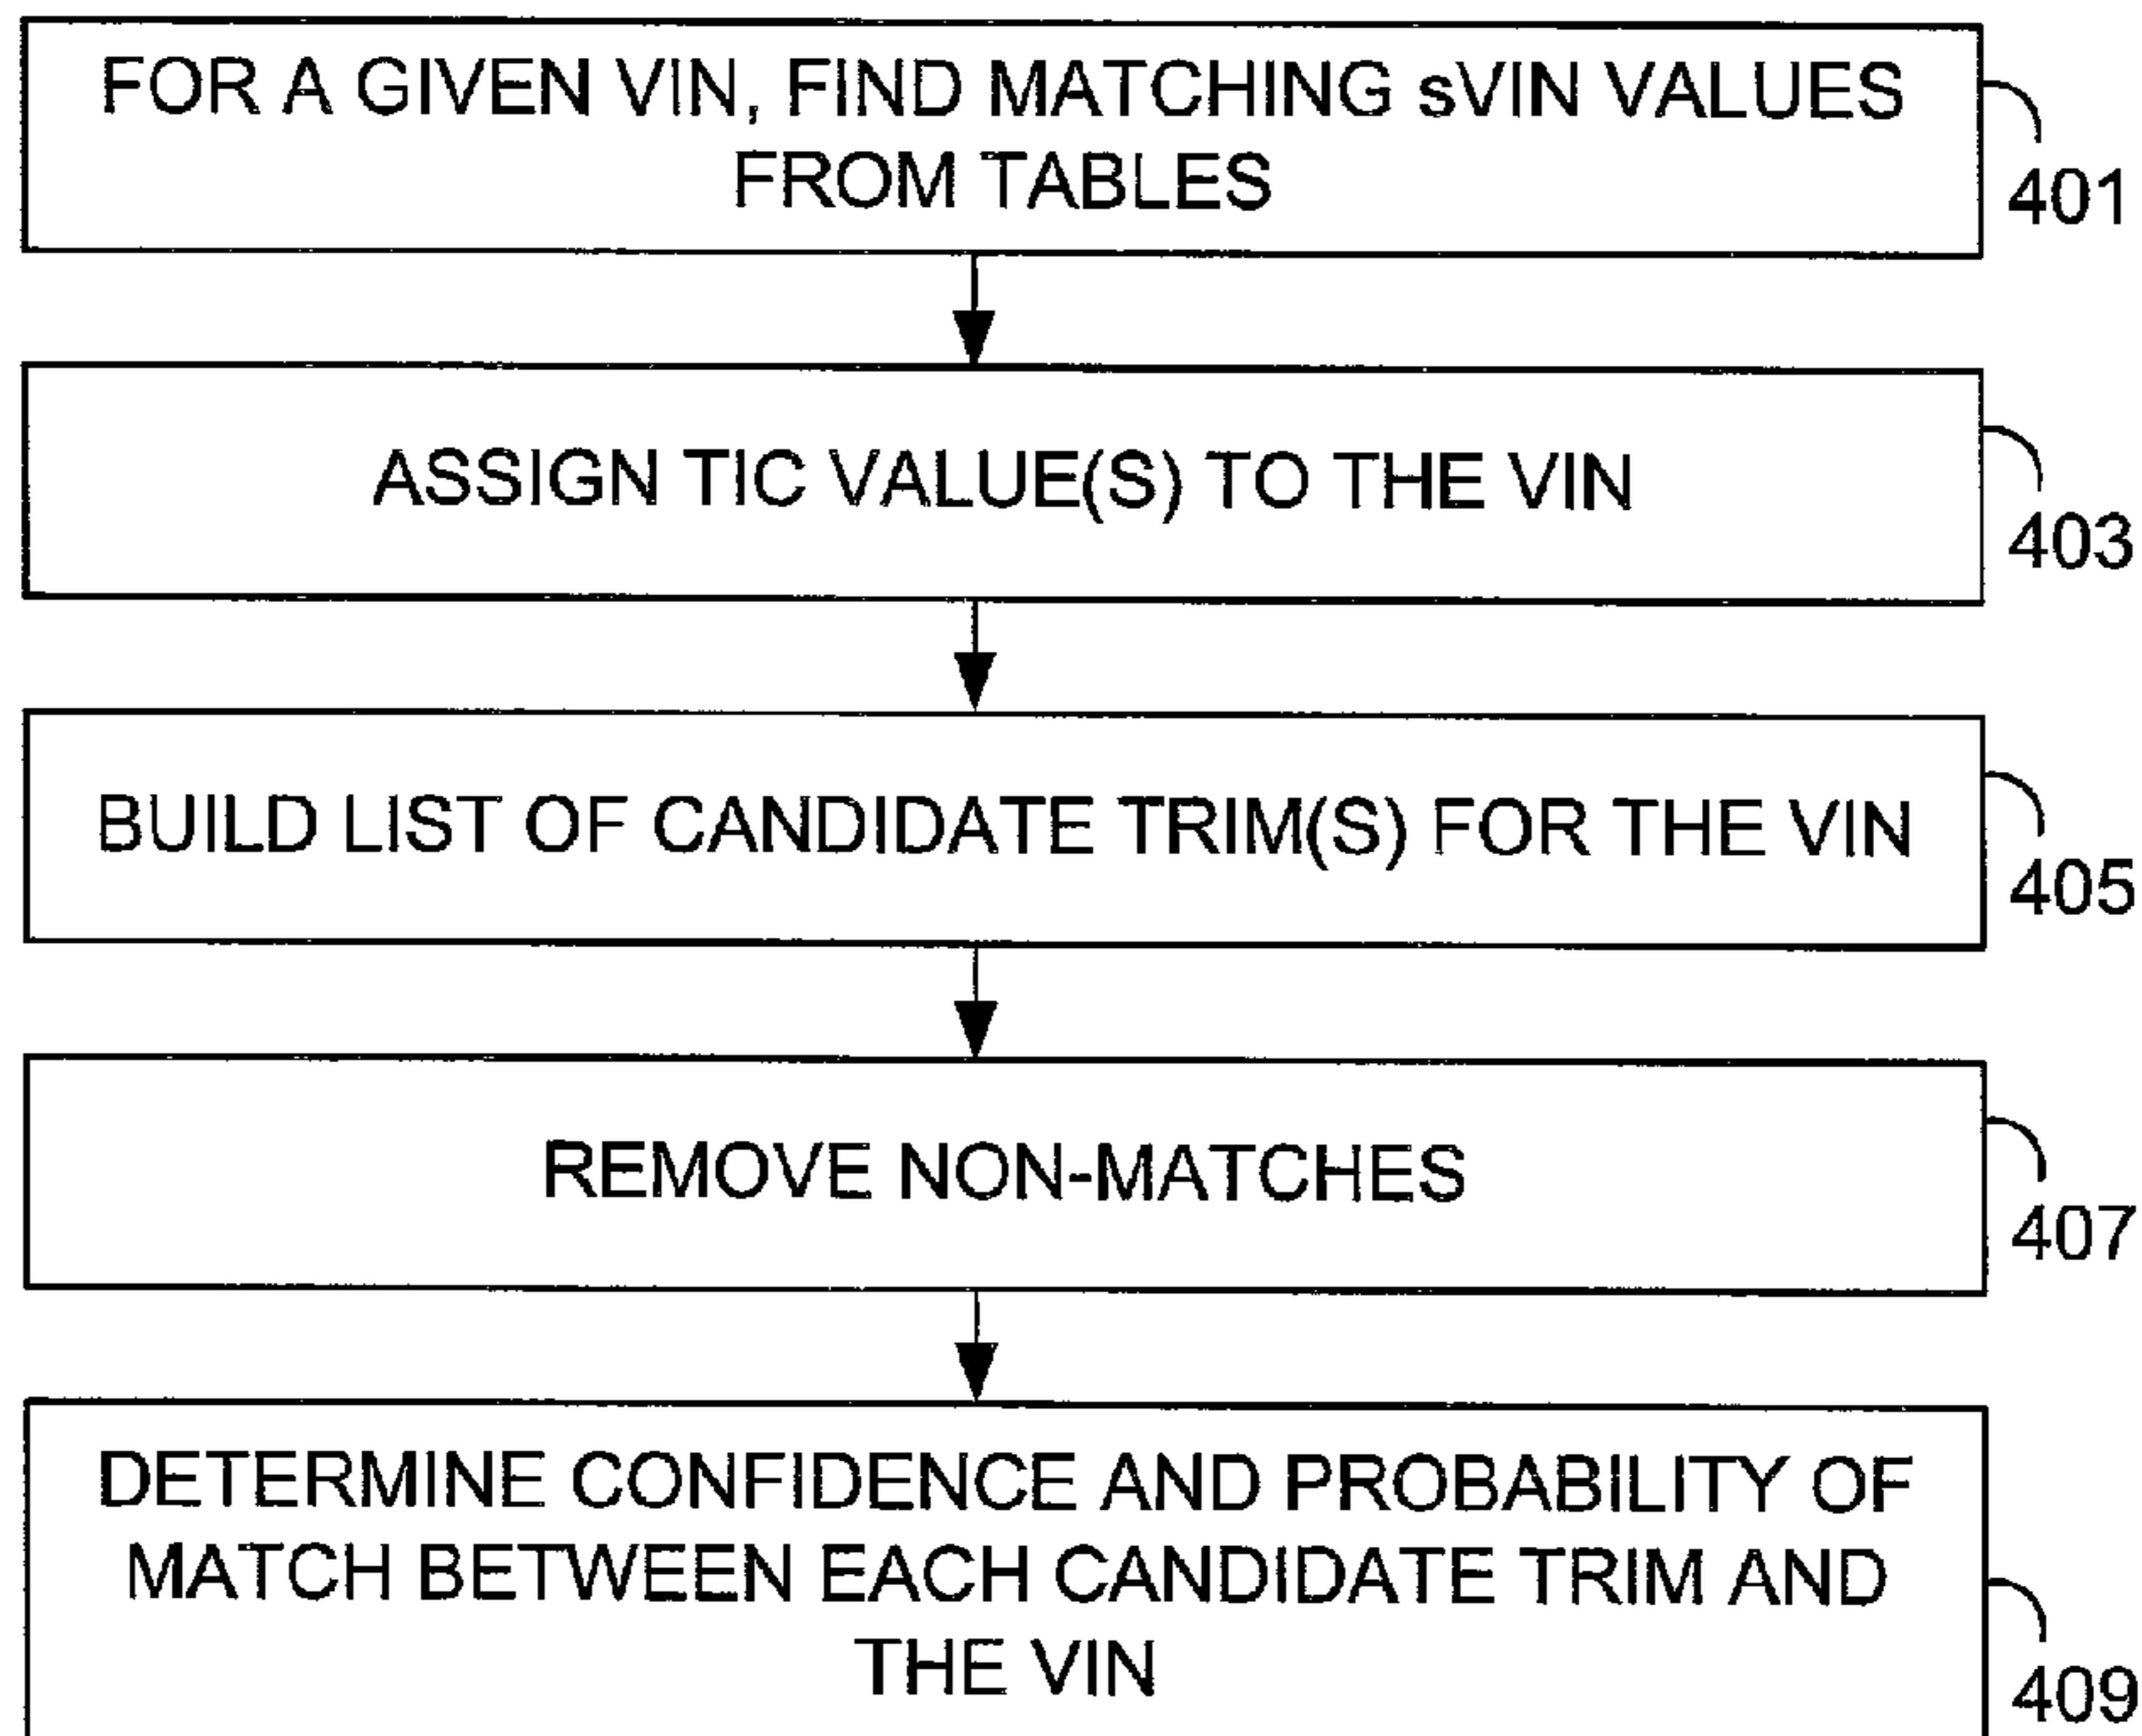 FOR A GIVEN VIN, FIND MATCHING sVIN VALUES
FROM TABLES
401
ASSIGN TIC VALUE(S) TO THE VIN
403
BUILD LIST OF CANDIDATE TRIM(S) FOR THE VIN
405
REMOVE NON-MATCHES
407
DETERMINE CONFIDENCE AND PROBABILITY OF
MATCH BETWEEN EACH CANDIDATE TRIM AND
THE VIN
409